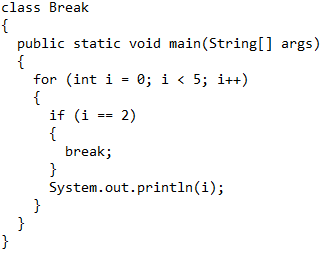 class Break
{
  public static void main(String[] args)
  {
    for (int i = 0; i < 5; i++)
    {
      if (i == 2)
      {
        break;
      }
      System.out.println(i);
    }
  }
}